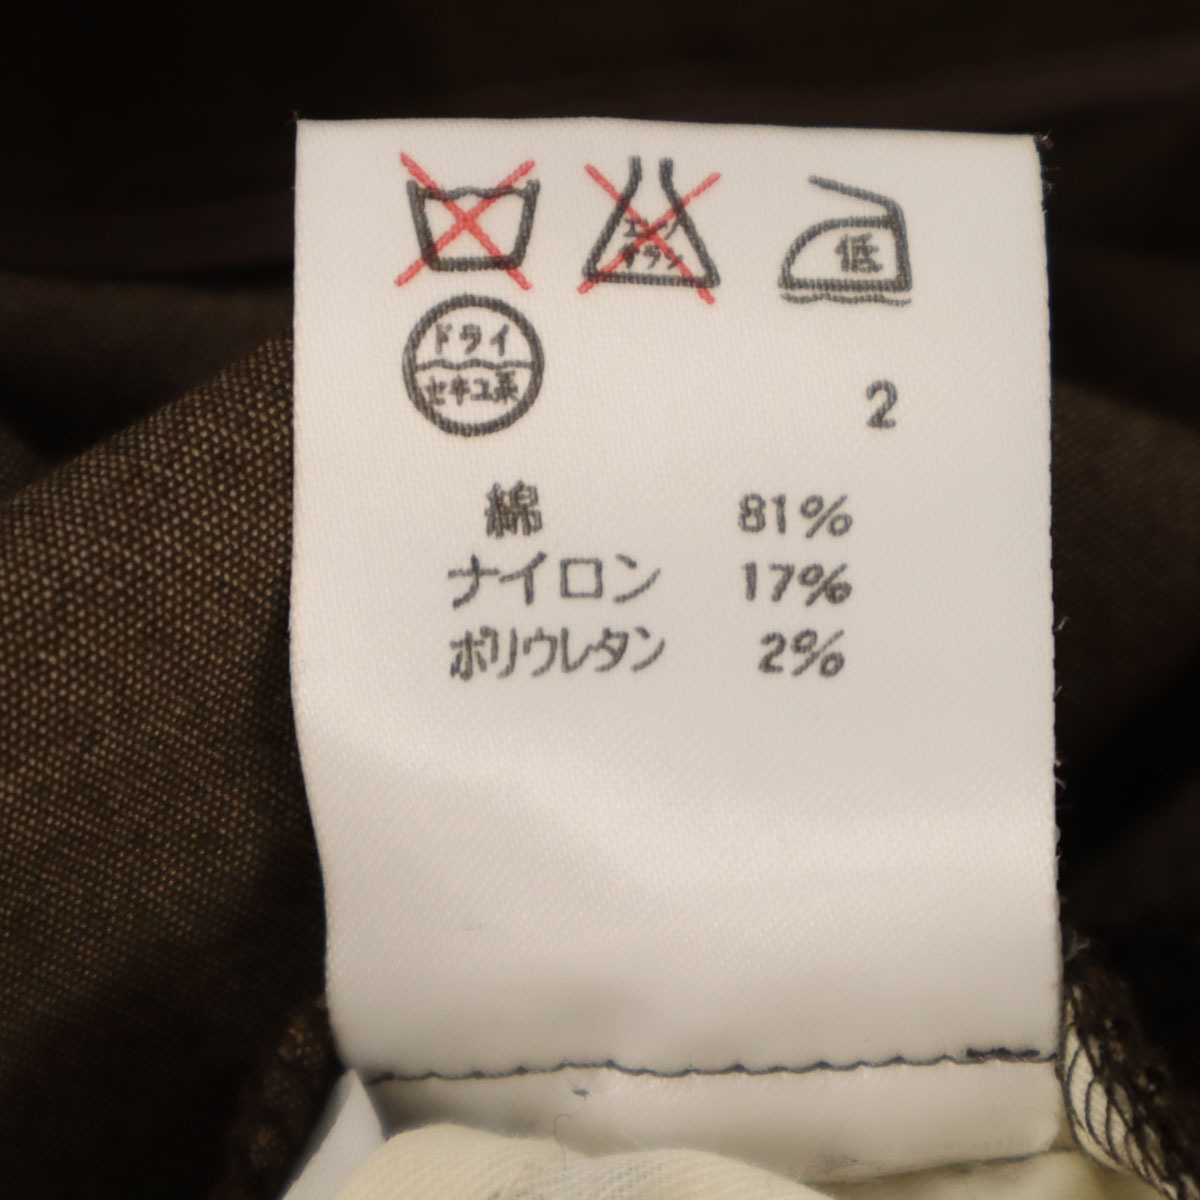 エンソ
サラシ
低
ドライ
セキユ系
2
綿 81%
ナイロン 17%
ポリウレタン 2%